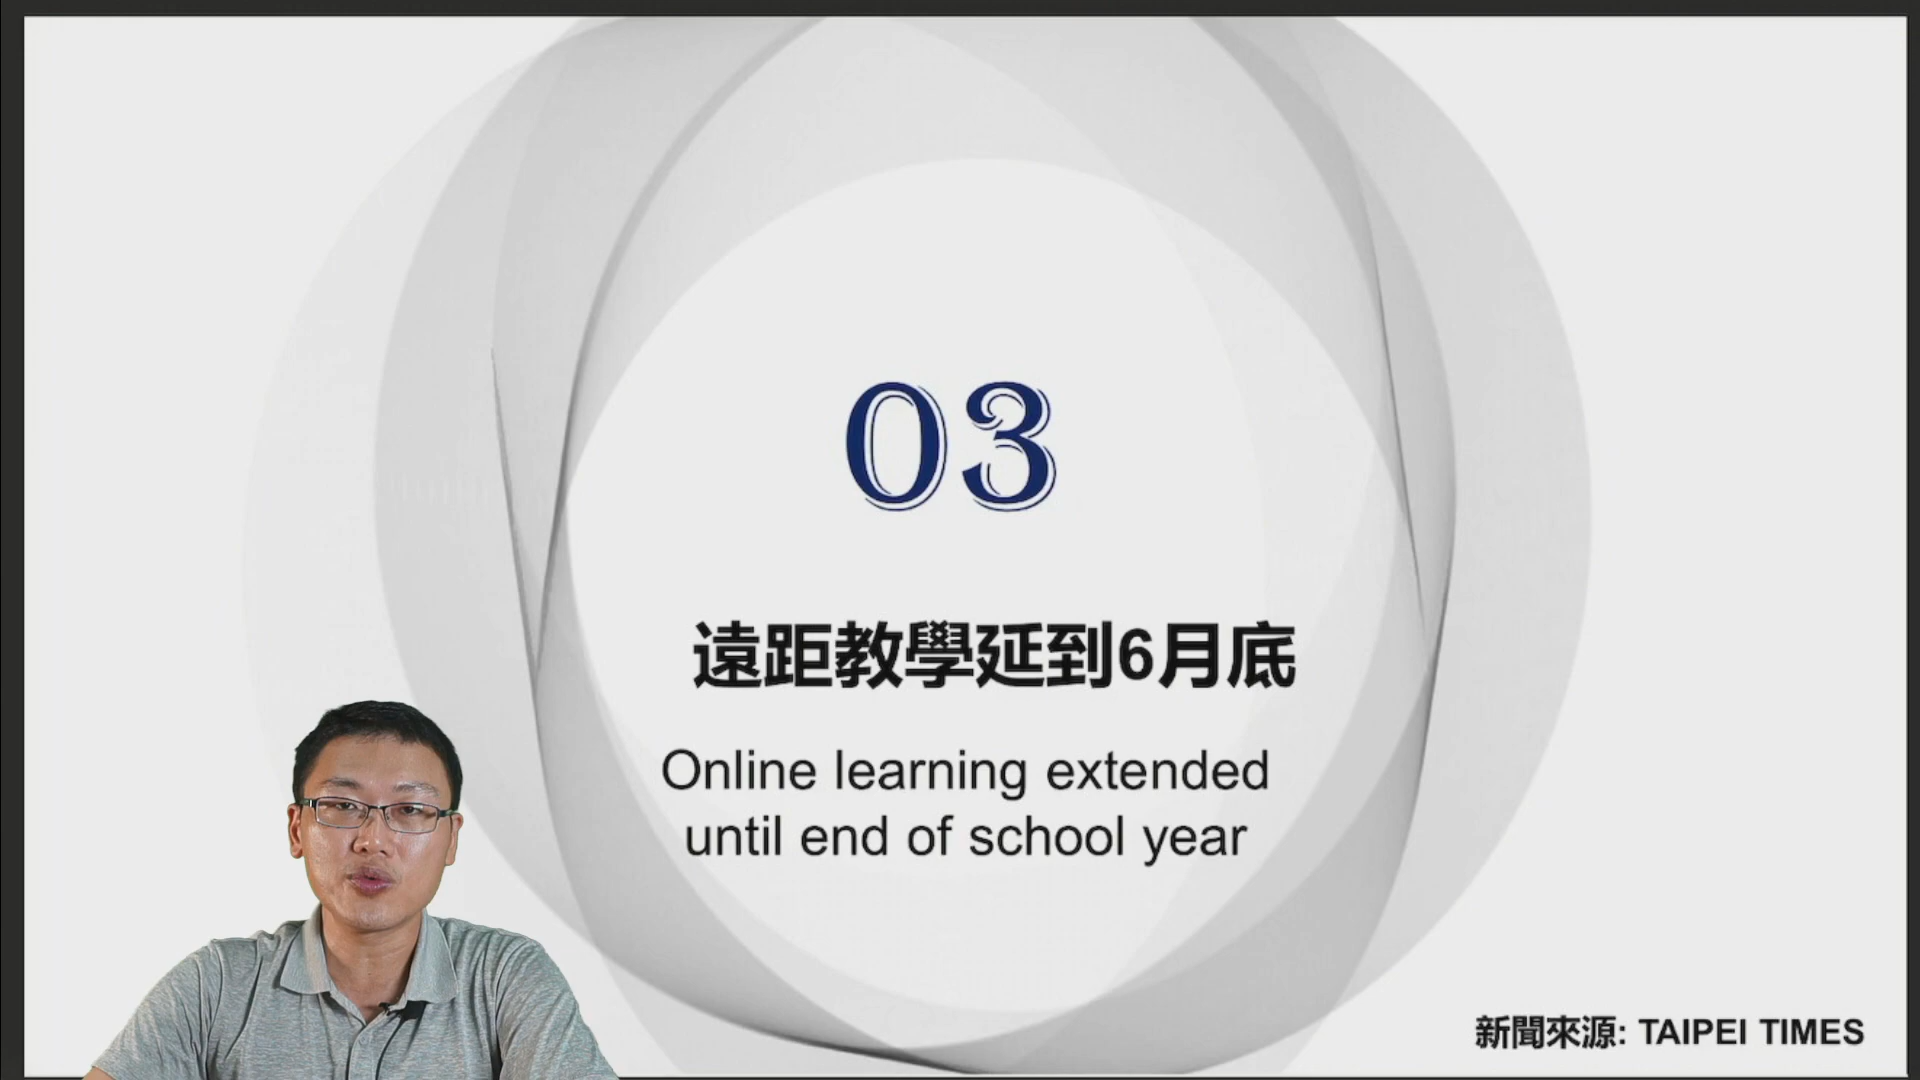 03
遠距教學延到6月底
Online learning extended
until end of school year
新聞來源: TAIPEI TIMES